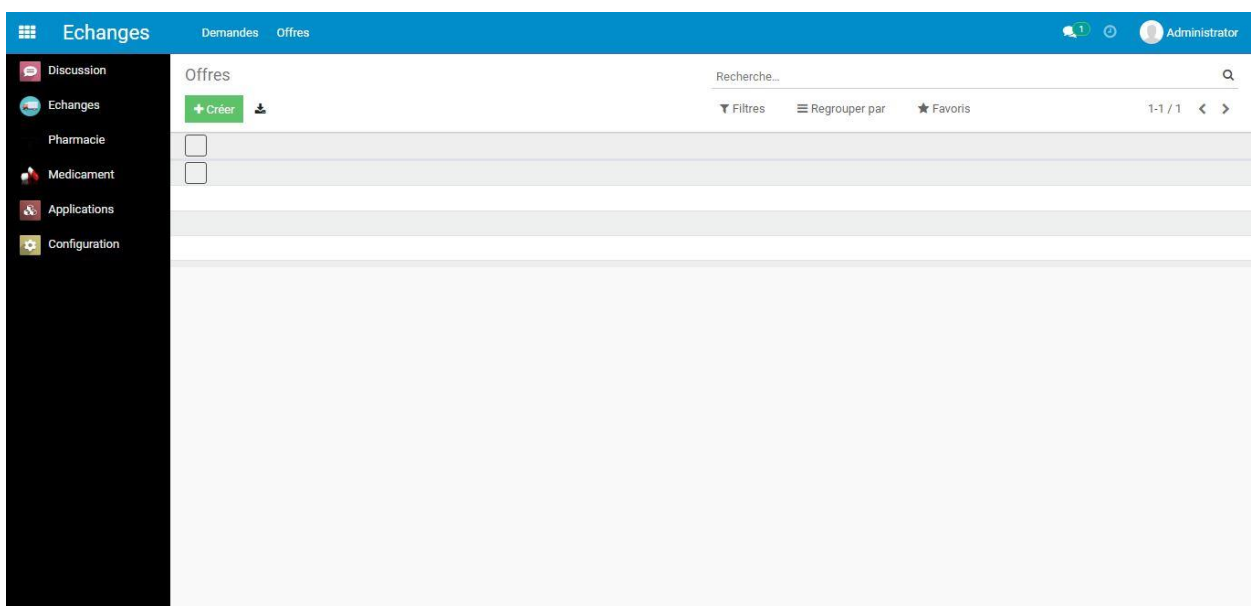 Echanges Demandes Offres 1 Administrator
Discussion
Echanges
Pharmacie
Medicament
Applications
Configuration
Offres Recherche...
+ Créer Filtres Regrouper par Favoris 1-1 / 1